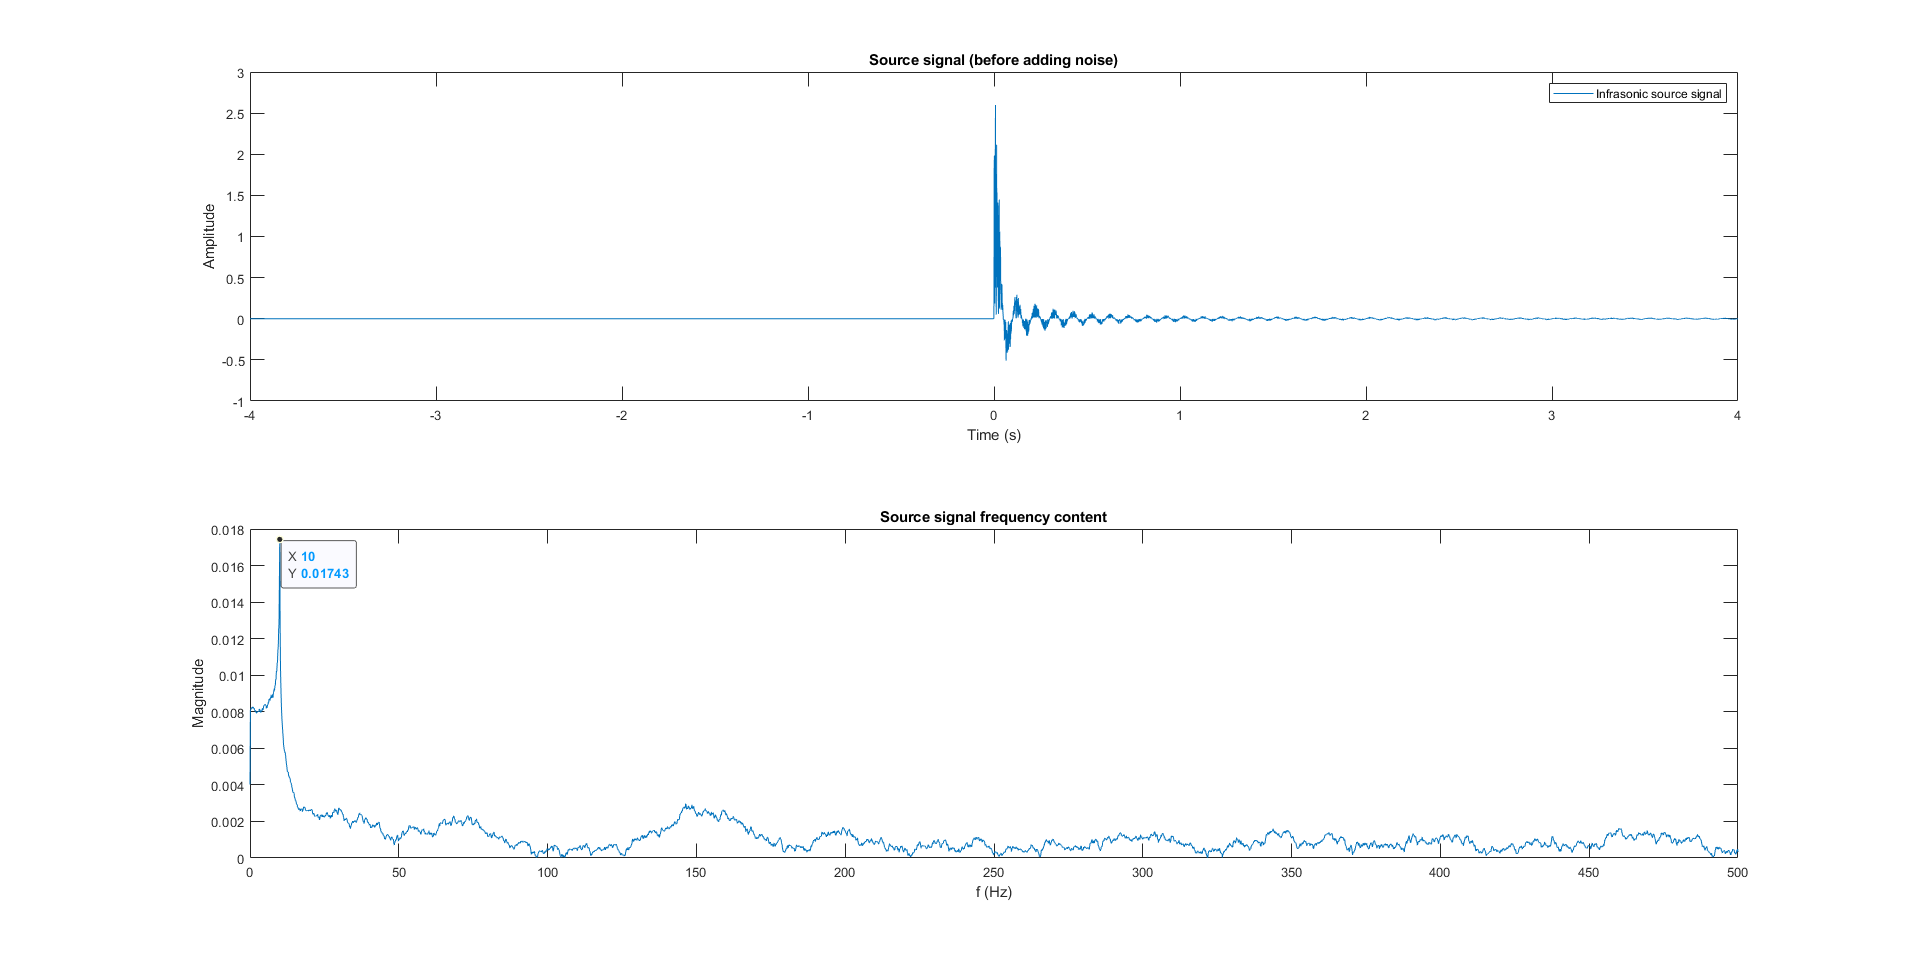 Source signal (before adding noise)
3
2.5
2
1.5
1
0.5
0
-0.5
-1
Amplitude
Infrasonic source signal
-4 -3 -2 -1 0 1 2 3 4
Time (s)
Source signal frequency content
0.018
0.016
0.014
0.012
0.01
0.008
0.006
0.004
0.002
0
Magnitude
X 10
Y 0.01743
0 50 100 150 200 250 300 350 400 450 500
f (Hz)